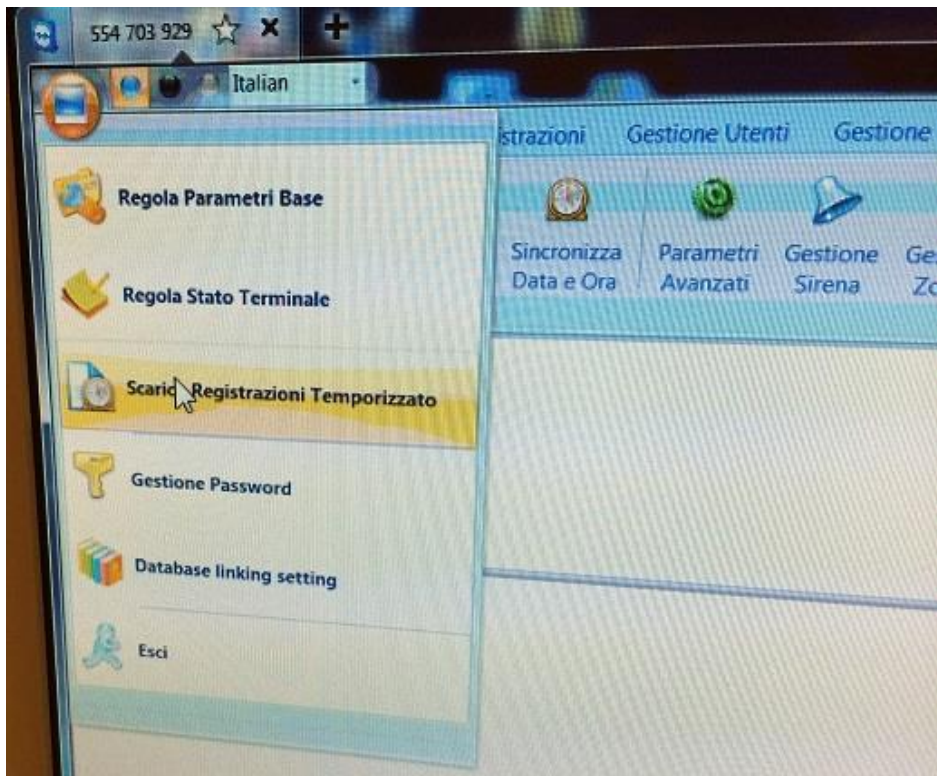 554 703 929
Italian
istrazioni Gestione Utenti Gestione
Regola Parametri Base
Regola Stato Terminale
Registrazioni Temporizzato
Gestione Password
Database linking setting
Esci
Sincronizza
Data e Ora
Parametri
Avanzati
Gestione
Sirena